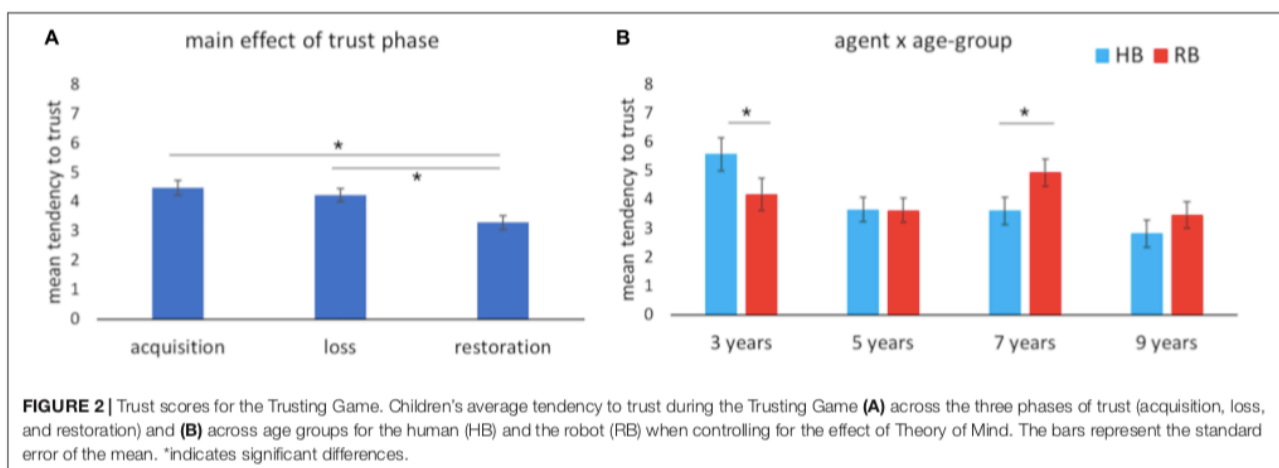 A
main effect of trust phase
mean tendency to trust
8
7
6
5
4
3
2
1
0
*
*
acquisition loss restoration
B
agent x age-group
HB RB
mean tendency to trust
8
7
6
5
4
3
2
1
0
*
*
3 years 5 years 7 years 9 years
FIGURE 2 | Trust scores for the Trusting Game. Children's average tendency to trust during the Trusting Game (A) across the three phases of trust (acquisition, loss,
and restoration) and (B) across age groups for the human (HB) and the robot (RB) when controlling for the effect of Theory of Mind. The bars represent the standard
error of the mean. *indicates significant differences.